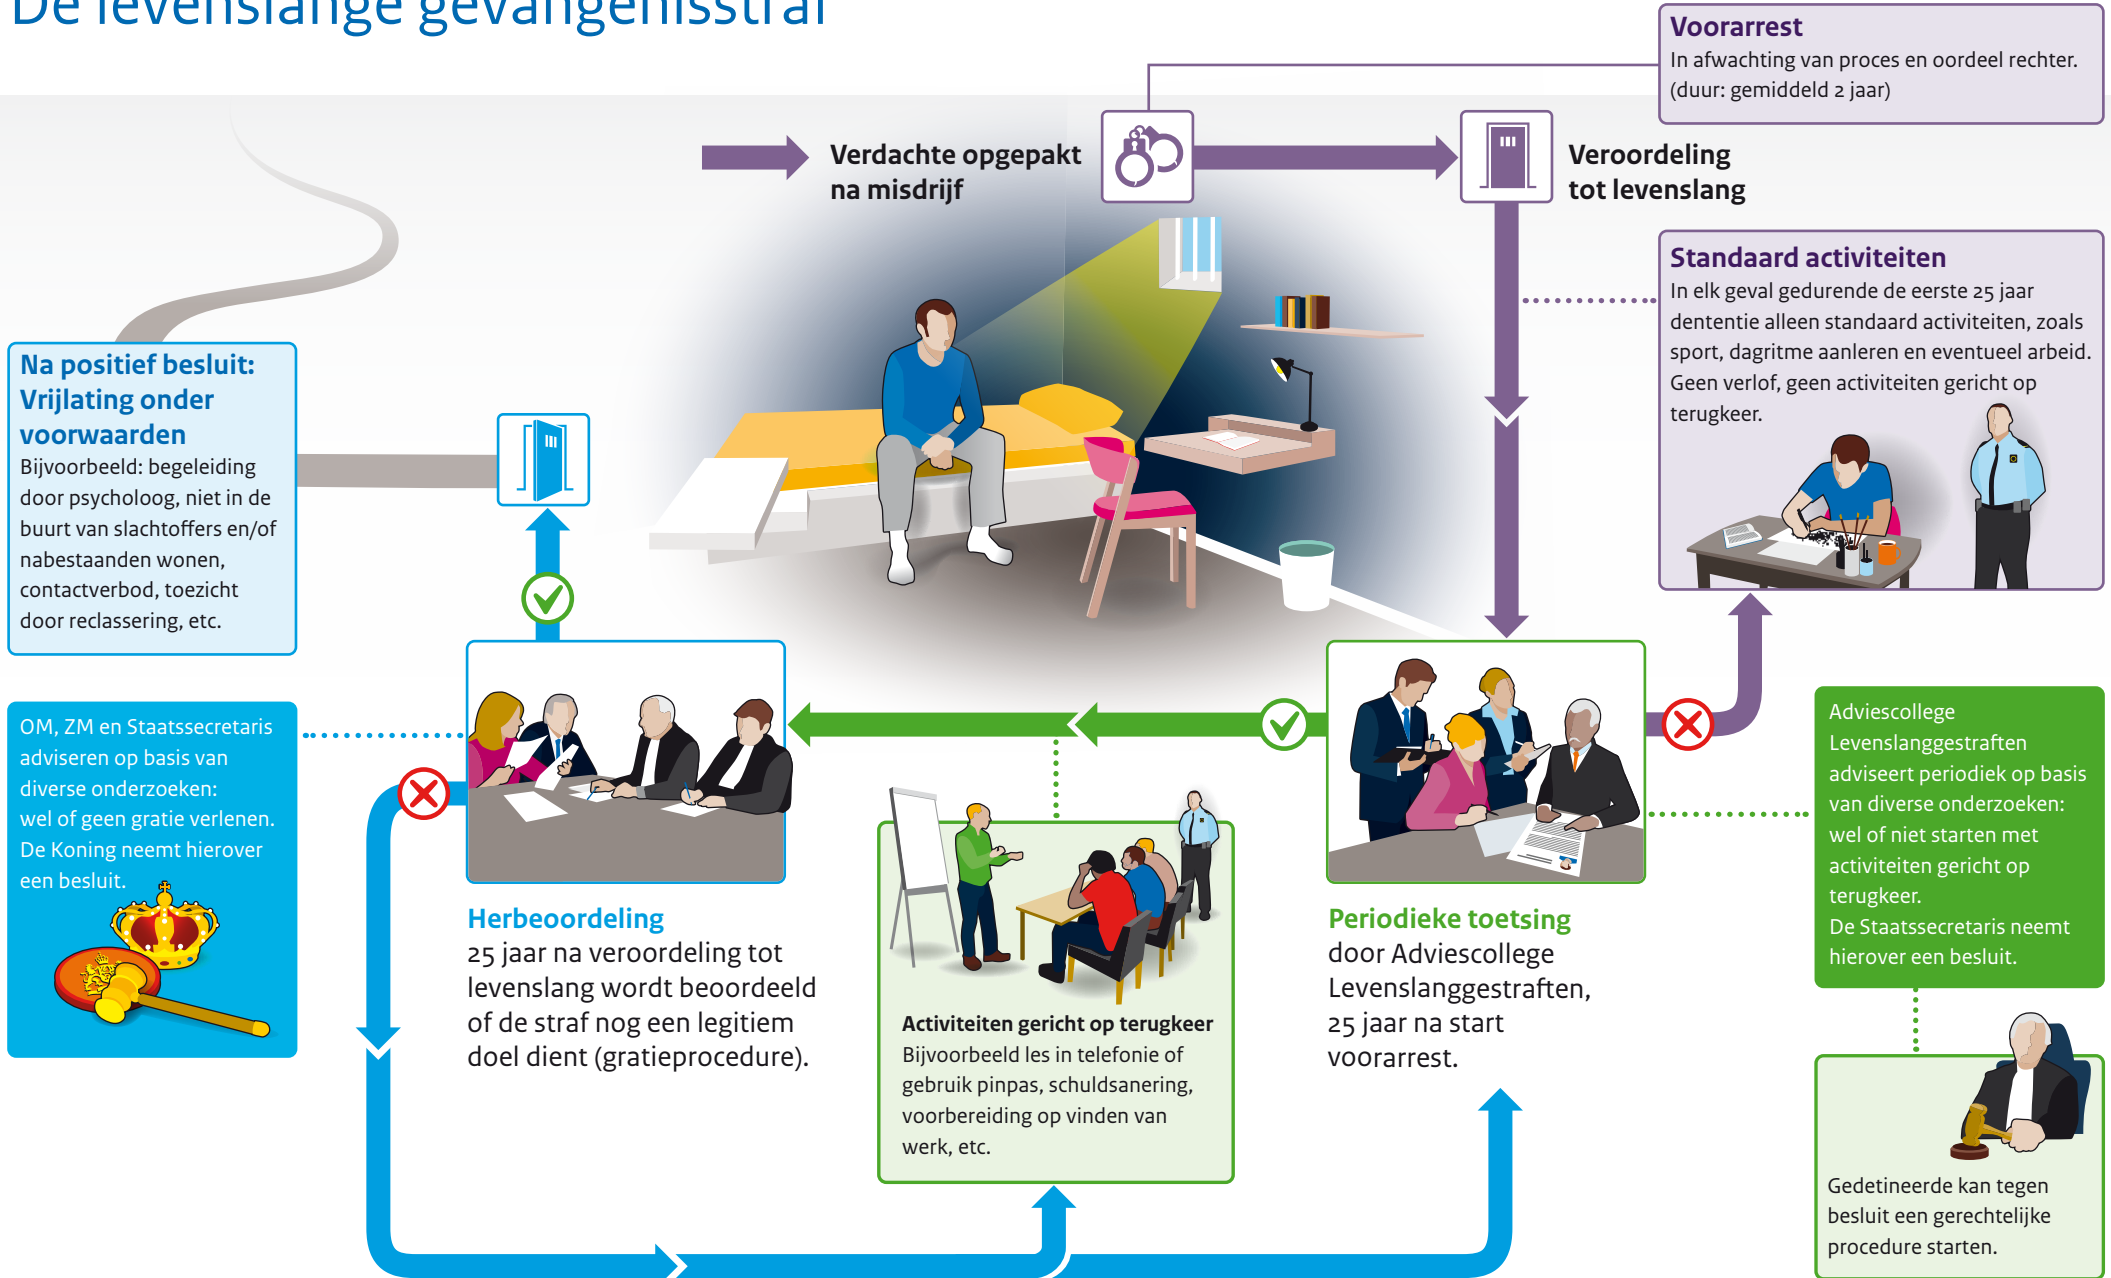 De levenslange gevangenisstraf
Voorarrest
In afwachting van proces en oordeel rechter.
(duur: gemiddeld 2 jaar)
Verdachte opgepakt
na misdrijf
Veroordeling
tot levenslang
Standaard activiteiten
In elk geval gedurende de eerste 25 jaar
dententie alleen standaard activiteiten, zoals
sport, dagritme aanleren en eventueel arbeid.
Geen verlof, geen activiteiten gericht op
terugkeer.
Na positief besluit:
Vrijlating onder
voorwaarden
Bijvoorbeeld: begeleiding
door psycholoog, niet in de
buurt van slachtoffers en/of
nabestaanden wonen,
contactverbod, toezicht
door reclassering, etc.
OM, ZM en Staatssecretaris
adviseren op basis van
diverse onderzoeken:
wel of geen gratie verlenen.
De Koning neemt hierover
een besluit.
Herbeoordeling
25 jaar na veroordeling tot
levenslang wordt beoordeeld
of de straf nog een legitiem
doel dient (gratieprocedure).
Activiteiten gericht op terugkeer
Bijvoorbeeld les in telefonie of
gebruik pinpas, schuldsanering,
voorbereiding op vinden van
werk, etc.
Periodieke toetsing
door Adviescollege
Levenslanggestraften,
25 jaar na start
voorarrest.
Adviescollege
Levenslanggestraften
adviseert periodiek op basis
van diverse onderzoeken:
wel of niet starten met
activiteiten gericht op
terugkeer.
De Staatssecretaris neemt
hierover een besluit.
Gedetineerde kan tegen
besluit een gerechtelijke
procedure starten.